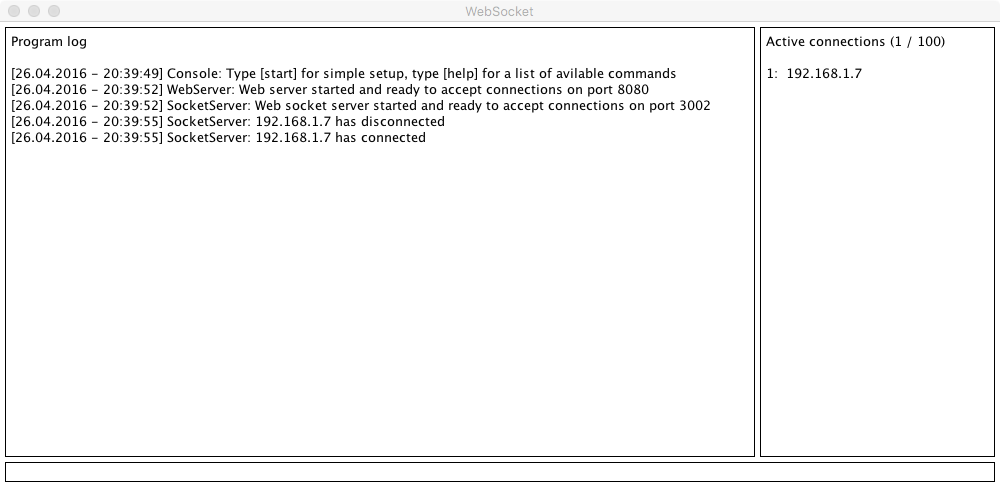 WebSocket
Program log
[26.04.2016 - 20:39:49] Console: Type [start] for simple setup, type [help] for a list of avilable commands
[26.04.2016 - 20:39:52] WebServer: Web server started and ready to accept connections on port 8080
[26.04.2016 - 20:39:52] SocketServer: Web socket server started and ready to accept connections on port 3002
[26.04.2016 - 20:39:55] SocketServer: 192.168.1.7 has disconnected
[26.04.2016 - 20:39:55] SocketServer: 192.168.1.7 has connected
Active connections (1 / 100)
1: 192.168.1.7